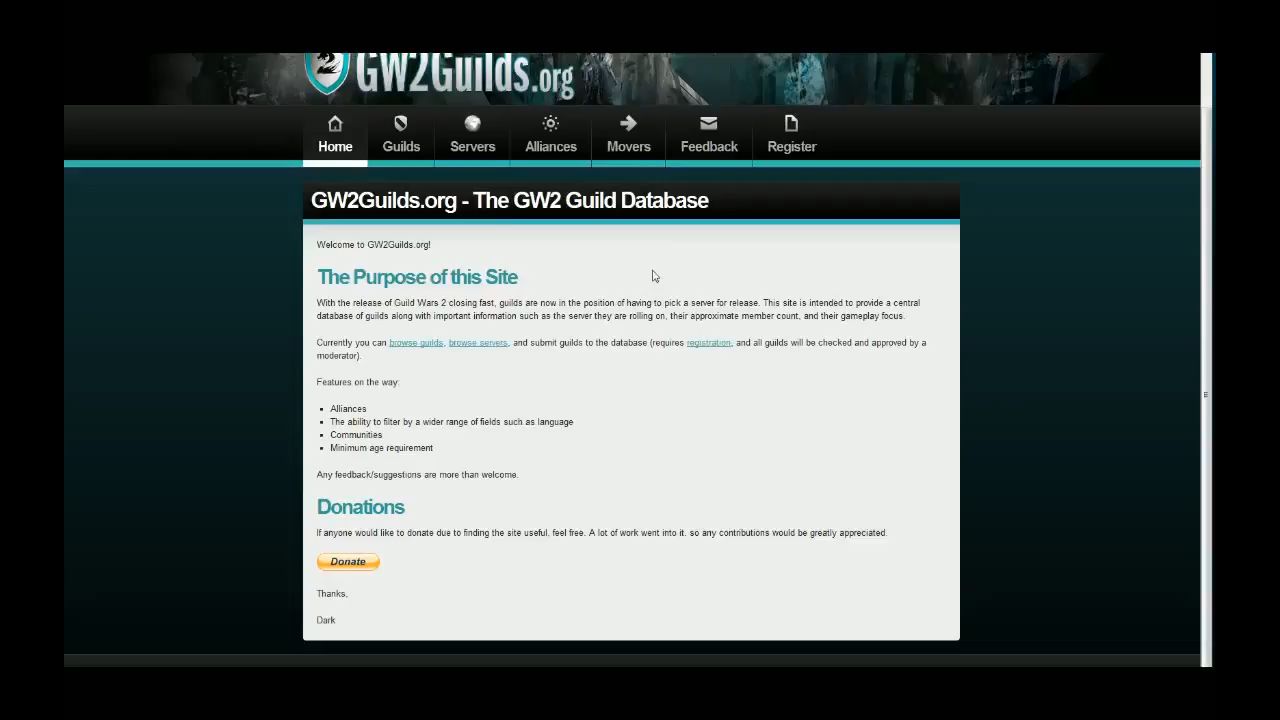 GW2Guilds.org
Home Guilds Servers Alliances Movers Feedback Register
GW2Guilds.org - The GW2 Guild Database
Welcome to GW2Guilds.org!
The Purpose of this Site
With the release of Guild Wars 2 closing fast, guilds are now in the position of having to pick a server for release. This site is intended to provide a central
database of guilds along with important information such as the server they are rolling on, their approximate member count, and their gameplay focus.
Currently you can browse guilds, browse servers, and submit guilds to the database (requires registration, and all guilds will be checked and approved by a
moderator).
Features on the way:
Alliances
The ability to filter by a wider range of fields such as language
Communities
Minimum age requirement
Any feedback/suggestions are more than welcome.
Donations
If anyone would like to donate due to finding the site useful, feel free. A lot of work went into it, so any contributions would be greatly appreciated.
Donate
Thanks,
Dark